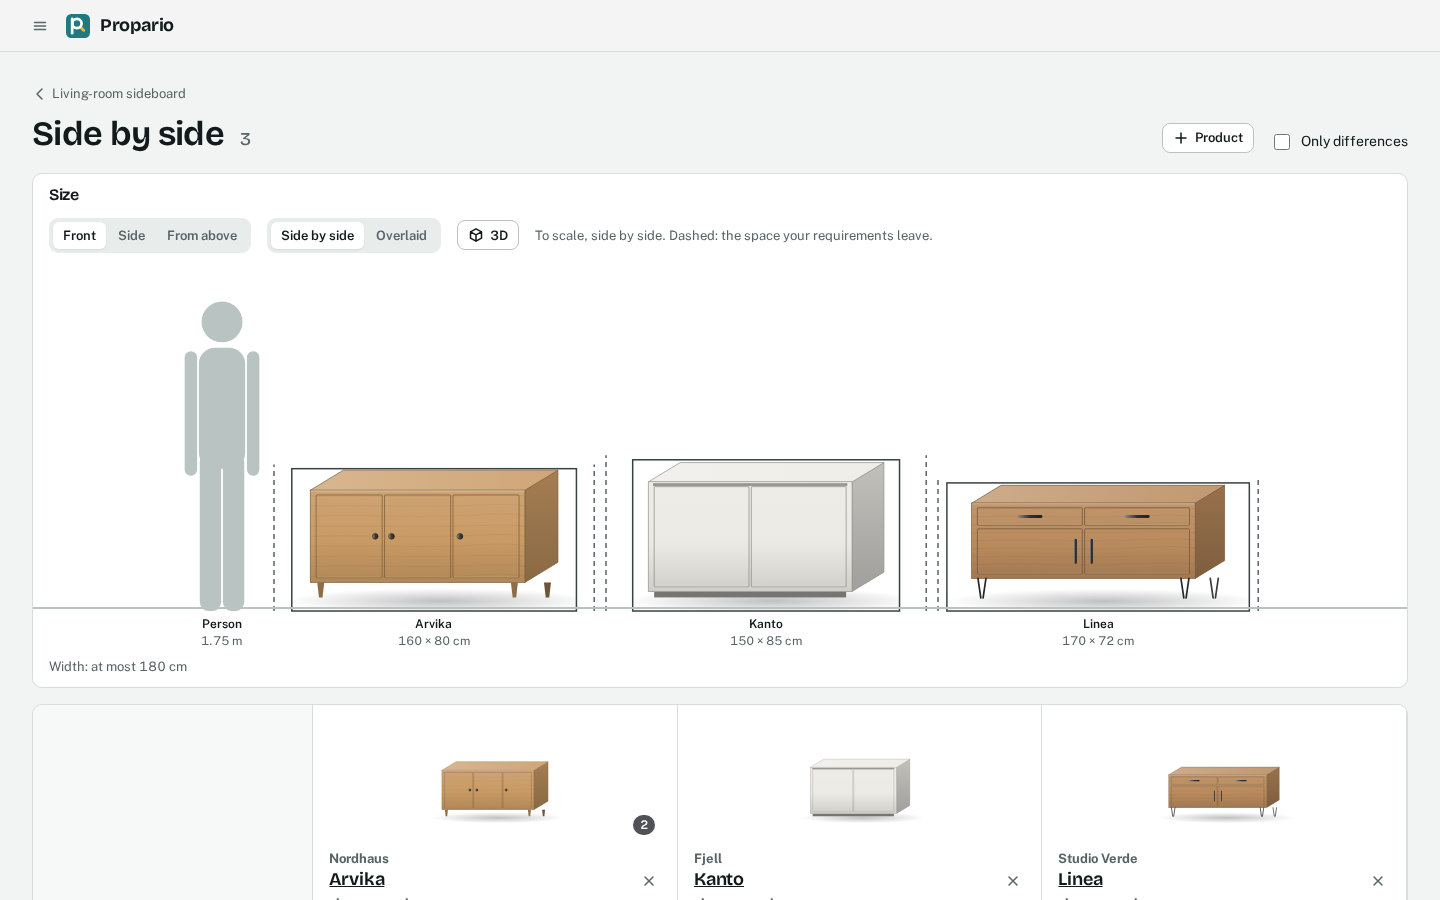 Propario
Living-room sideboard
Side by side 3
Product
Only differences
Size
Front Side From above
Side by side Overlaid
3D
To scale, side by side. Dashed: the space your requirements leave.
Person
1.75 m
Arvika
160 × 80 cm
Kanto
150 × 85 cm
Linea
170 × 72 cm
Width: at most 180 cm
2
Nordhaus
Arvika
Fjell
Kanto
Studio Verde
Linea